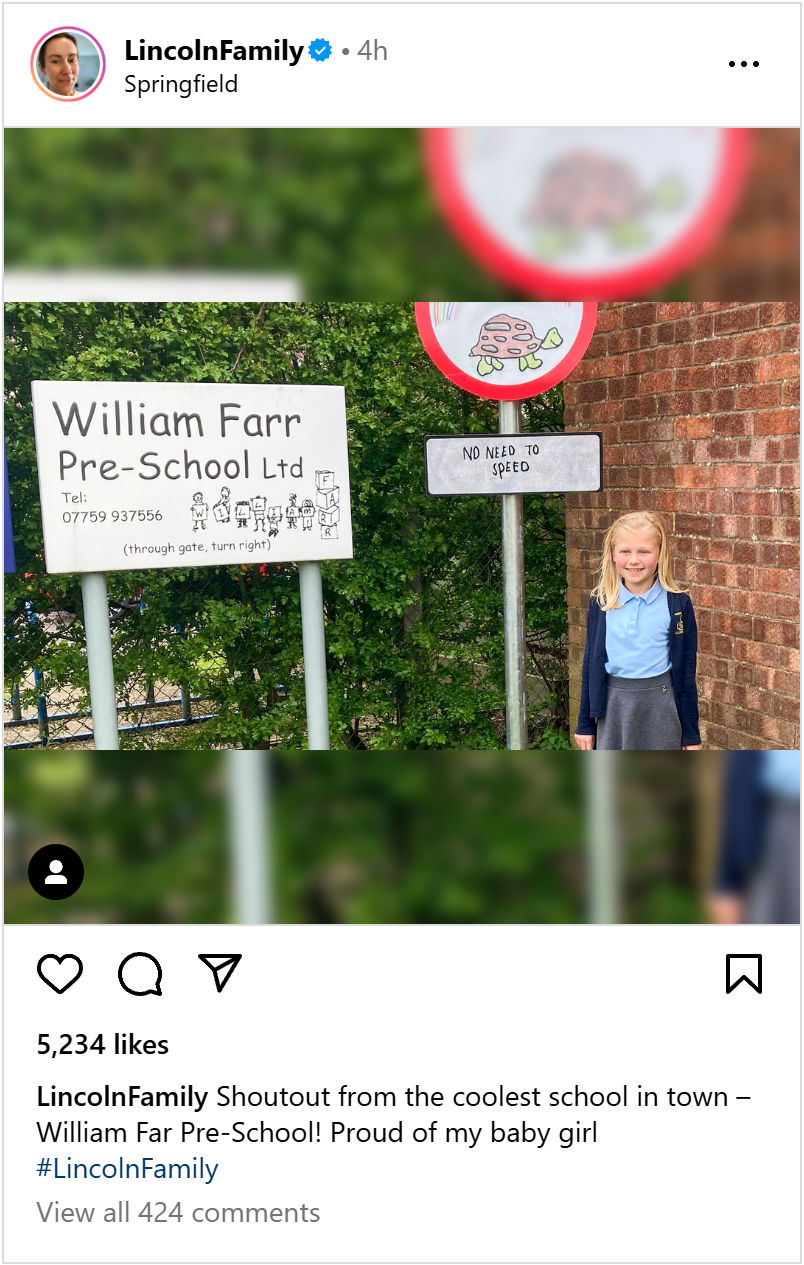 LincolnFamily • 4h
Springfield
William Farr
Pre-School Ltd
Tel:
07759 937556
WILLIAM
FARR
(through gate, turn right)
NO NEED TO
SPEED
5,234 likes
LincolnFamily Shoutout from the coolest school in town –
William Far Pre-School! Proud of my baby girl
#LincolnFamily
View all 424 comments